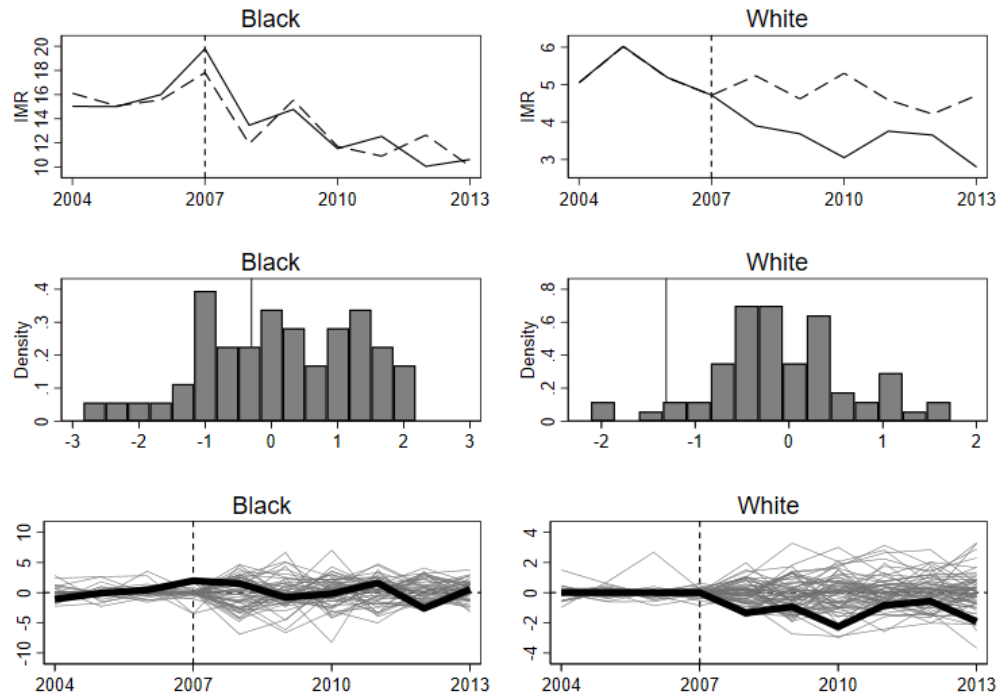 Black
IMR
10 12 14 16 18 20
2004 2007 2010 2013
White
IMR
3 4 5 6
2004 2007 2010 2013
Black
Density
0 .1 .2 .3 .4
-3 -2 -1 0 1 2 3
White
Density
0 .2 .4 .6 .8
-2 -1 0 1 2
Black
-10 -5 0 5 10
2004 2007 2010 2013
White
-4 -2 0 2 4
2004 2007 2010 2013